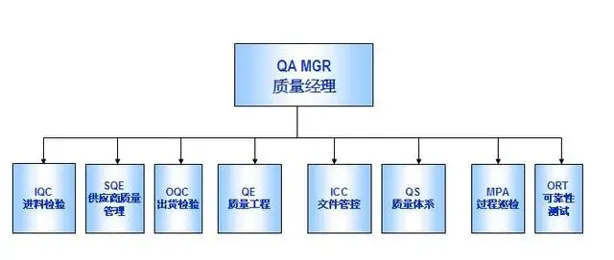 QA MGR
质量经理
IQC
进料检验
SQE
供应商质量
管理
OQC
出货检验
QE
质量工程
ICC
文件管控
QS
质量体系
MPA
过程巡检
ORT
可靠性
测试